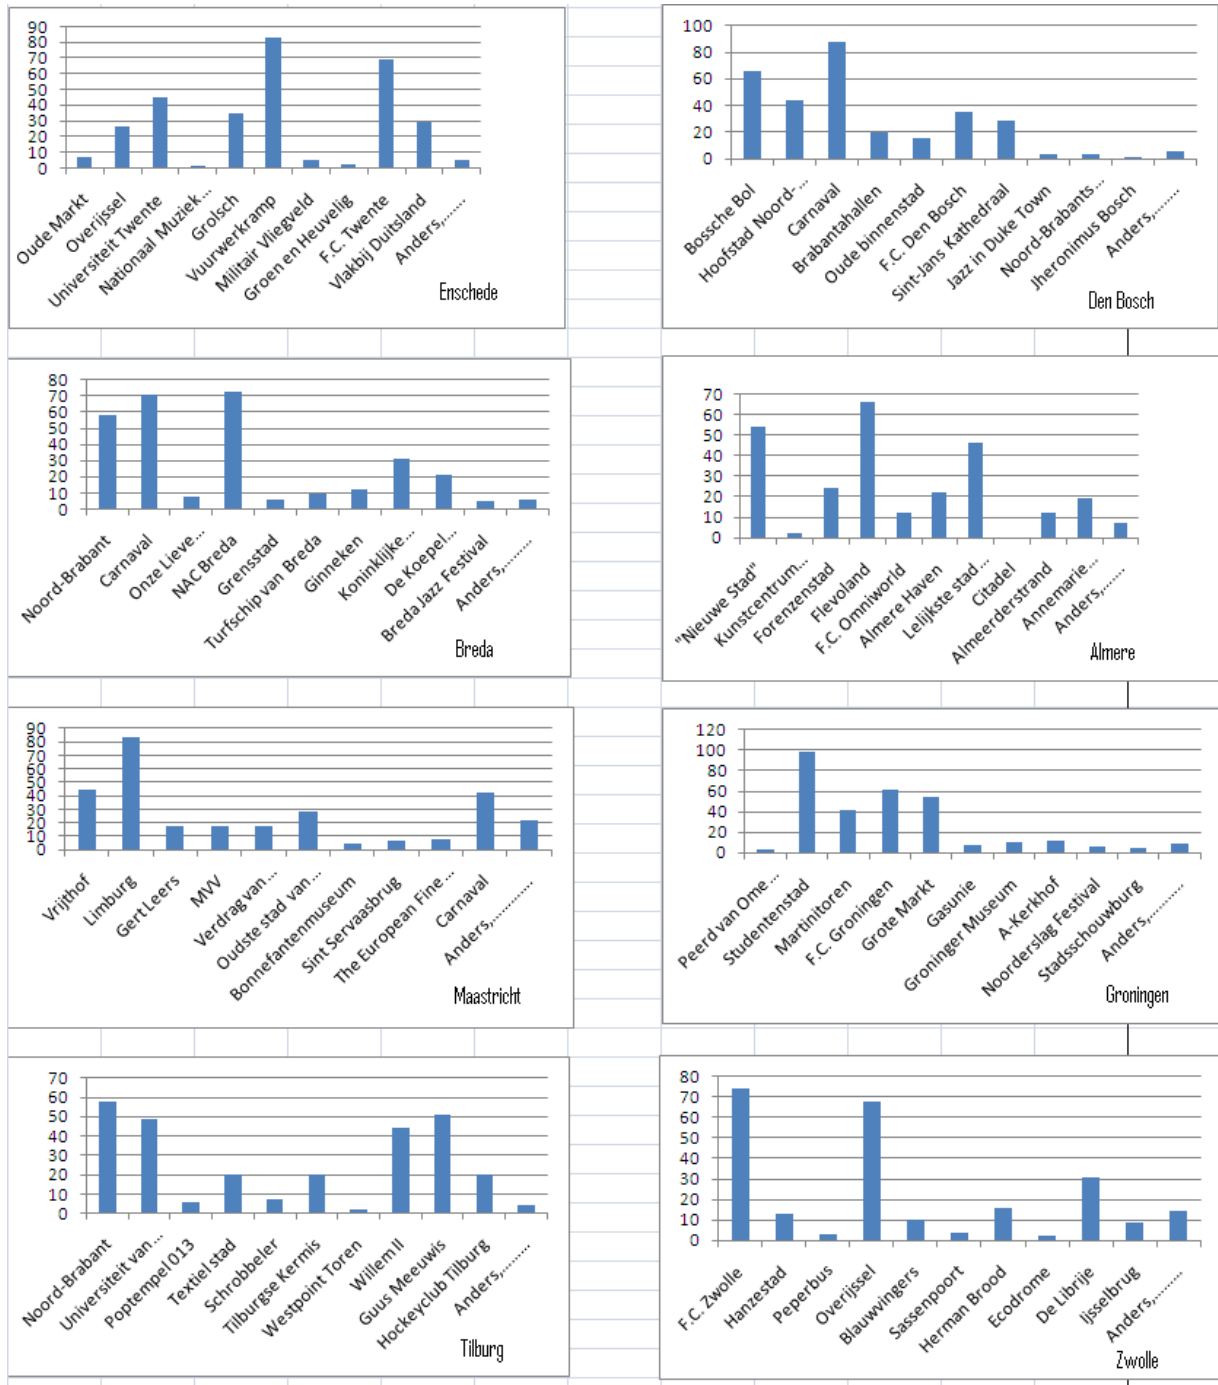 90
80
70
60
50
40
30
20
10
0
Oude Markt
Overijssel
Universiteit Twente
Nationaal Muziek...
Grolsch
Vuurwerkramp
Militair Vliegveld
Groen en Heuvelig
F.C. Twente
Vlakbij Duitsland
Anders,.......
Enschede
100
80
60
40
20
0
Bossche Bol
Hoofstad Noord-...
Carnaval
Brabantahallen
Oude binnenstad
F.C. Den Bosch
Sint-Jans Kathedraal
Jazz in Duke Town
Noord-Brabants...
Jheronimus Bosch
Anders,.......
Den Bosch
80
70
60
50
40
30
20
10
0
Noord-Brabant
Carnaval
Onze Lieve...
NAC Breda
Grensstad
Turfschip van Breda
Ginneken
Koninklijke...
De Koepel...
Breda Jazz Festival
Anders,.......
Breda
70
60
50
40
30
20
10
0
"Nieuwe Stad"
Kunstcentrum...
Forenzenstad
Flevoland
F.C. Omniworld
Almere Haven
Lelijkste stad...
Citadel
Almeerderstrand
Annemarie...
Anders,.......
Almere
90
80
70
60
50
40
30
20
10
0
Vrijthof
Limburg
Gert Leers
MVV
Verdrag van...
Oudste stad van...
Bonnefantenmuseum
Sint Servaasbrug
The European Fine...
Carnaval
Anders,..........
Maastricht
120
100
80
60
40
20
0
Peerd van Ome...
Studentenstad
Martinitoren
F.C. Groningen
Grote Markt
Gasunie
Groninger Museum
A-Kerkhof
Noorderslag Festival
Stadsschouwburg
Anders,.......
Groningen
70
60
50
40
30
20
10
0
Noord-Brabant
Universiteit van...
Poptempel 013
Textiel stad
Schrobbeler
Tilburgse Kermis
Westpoint Toren
Willem II
Guus Meeuwis
Hockeyclub Tilburg
Anders,.......
Tilburg
80
70
60
50
40
30
20
10
0
F.C. Zwolle
Hanzestad
Peperbus
Overijssel
Blauwvingers
Sassenpoort
Herman Brood
Ecodrome
De Librije
Ijsselbrug
Anders,.......
Zwolle